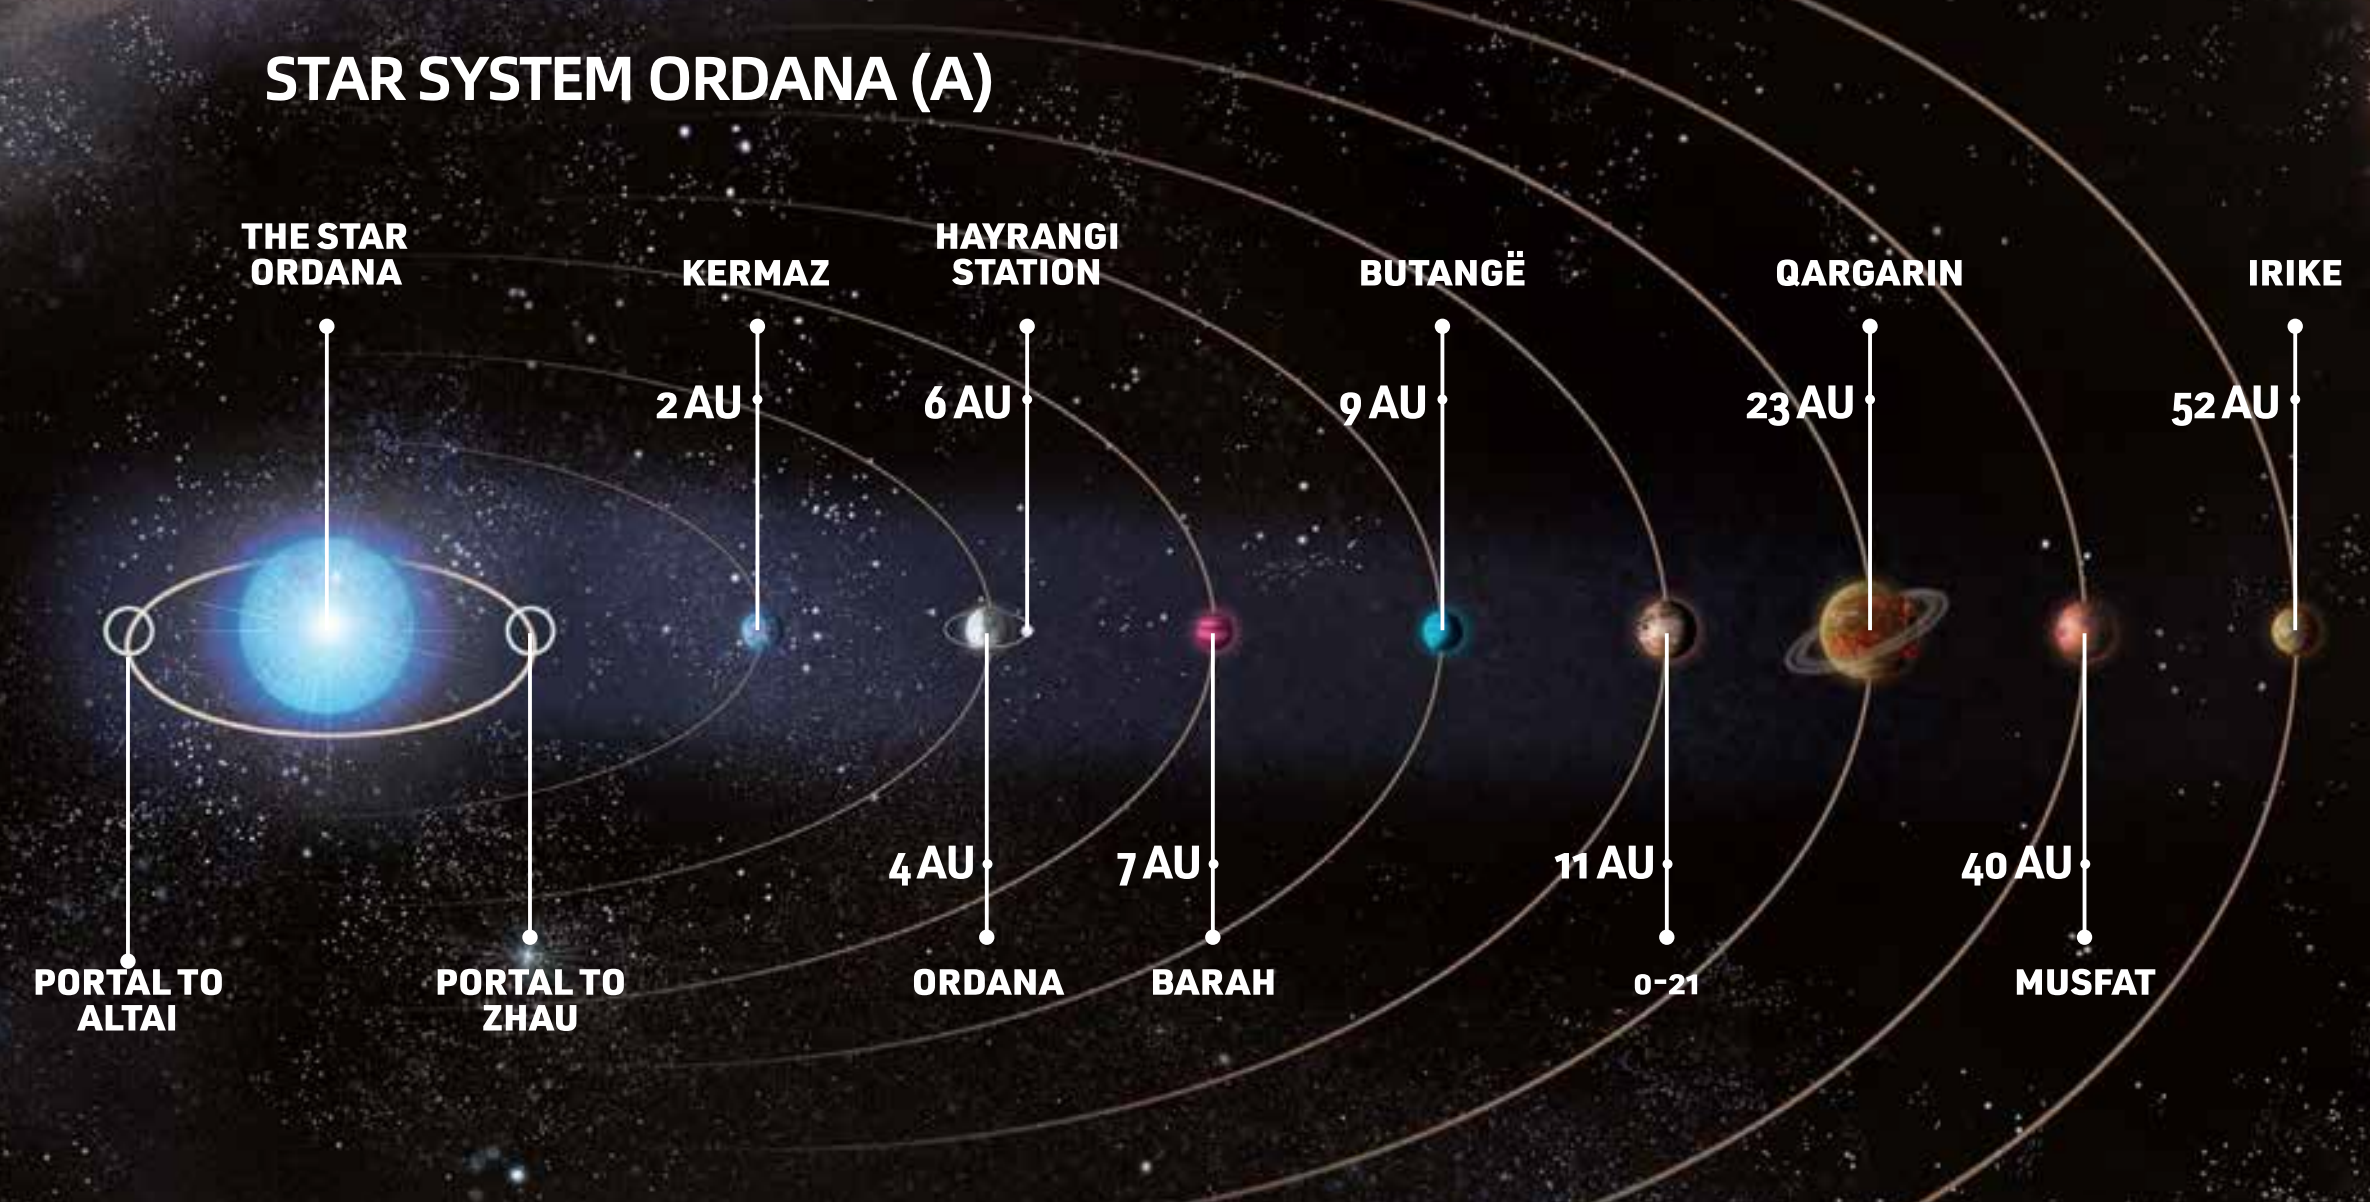 STAR SYSTEM ORDANA (A)
THE STAR
ORDANA
KERMAZ
HAYRANGI
STATION
BUTANGË
QARGARIN
IRIKE
2 AU
6 AU
9 AU
23 AU
52 AU
4 AU
7 AU
11 AU
40 AU
PORTAL TO
ALTAI
PORTAL TO
ZHAU
ORDANA
BARAH
0-21
MUSFAT